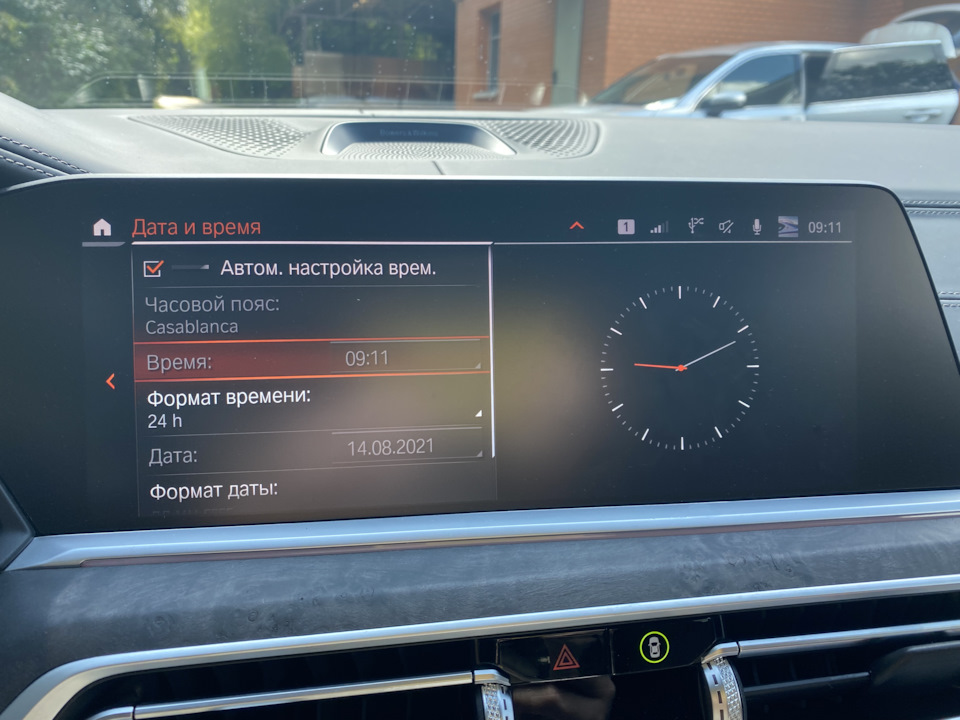 Дата и время
1
09:11
Автом. настройка врем.
Часовой пояс:
Casablanca
Время: 09:11
Формат времени:
24 h
Дата: 14.08.2021
Формат даты: